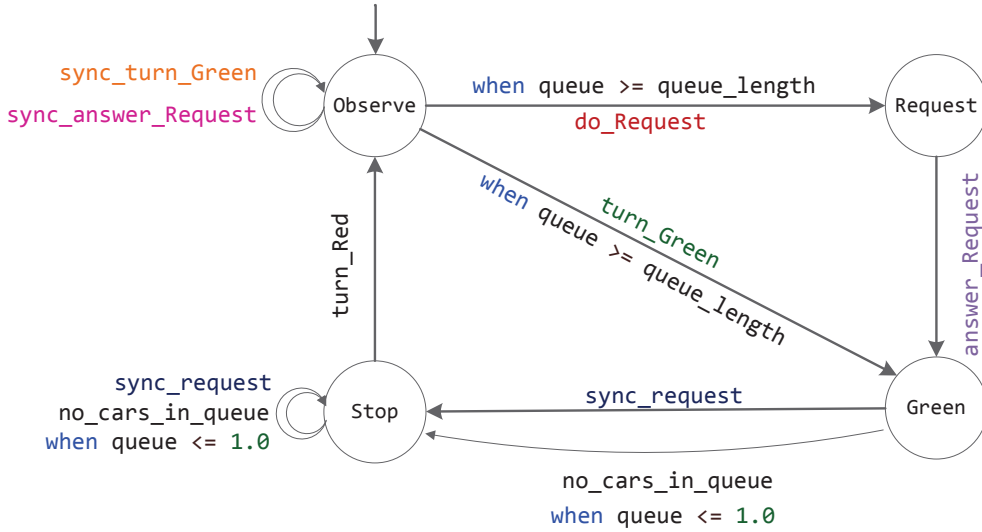 sync_turn_Green
sync_answer_Request
Observe
when queue >= queue_length
do_Request
Request
turn_Green
when queue >= queue_length
answer_Request
turn_Red
sync_request
no_cars_in_queue
when queue <= 1.0
Stop
sync_request
Green
no_cars_in_queue
when queue <= 1.0